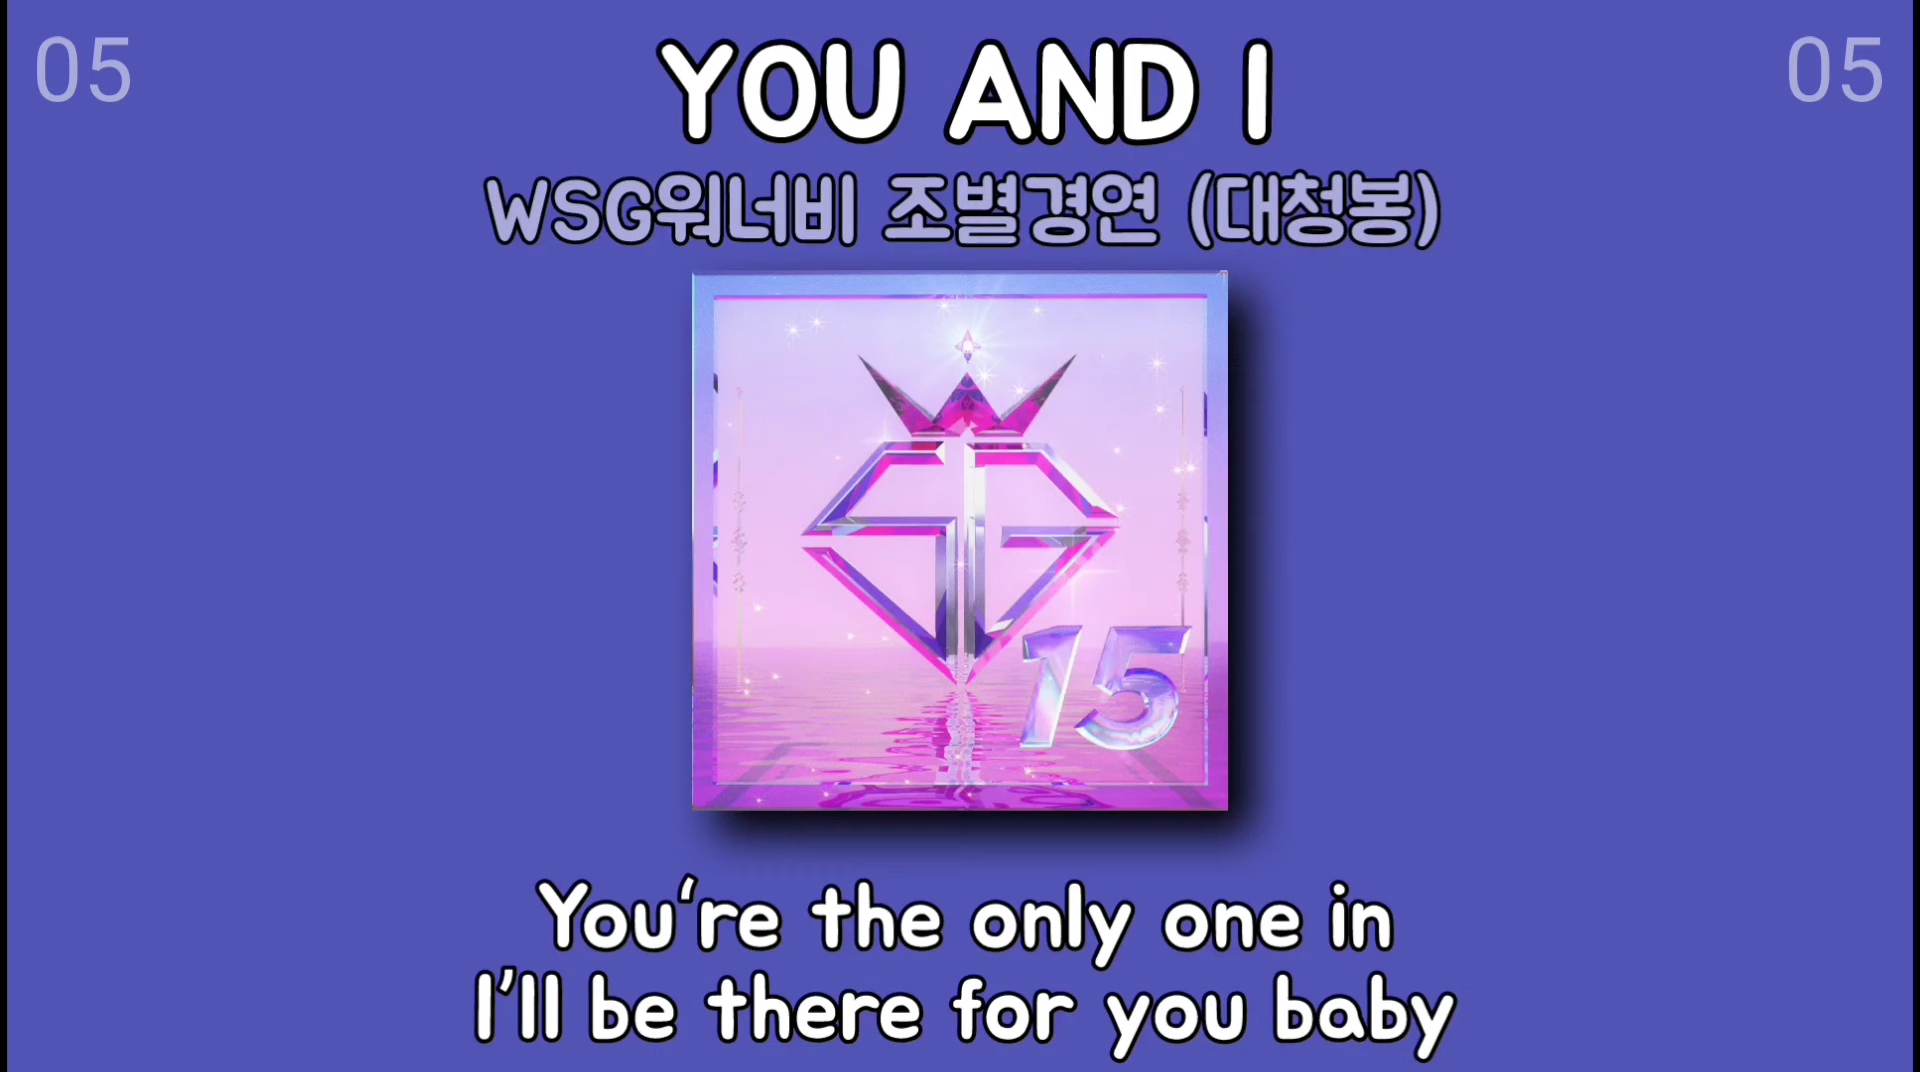 05
05
YOU AND I
WSG워너비 조별경연 (대청봉)
15
You‘re the only one in
I’ll be there for you baby